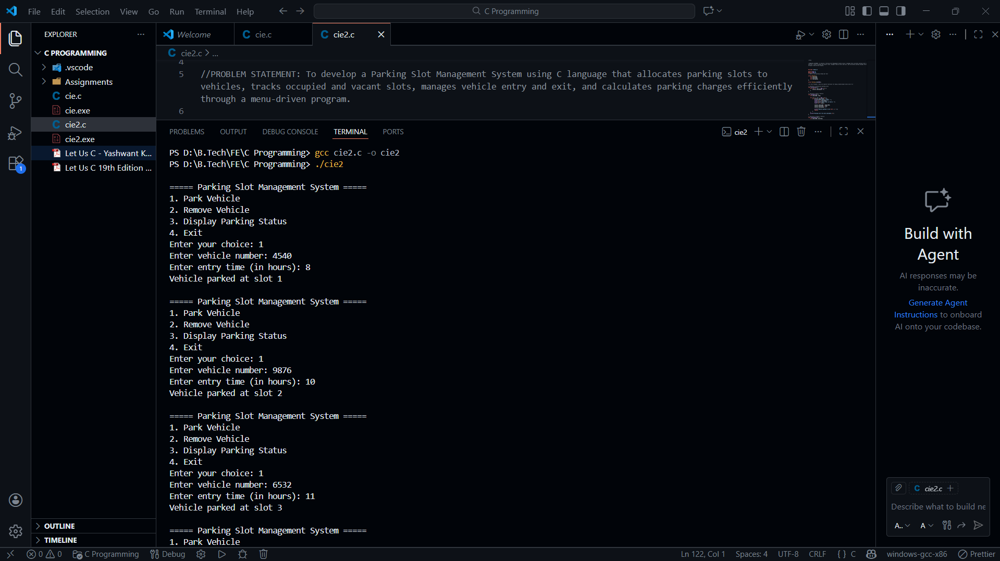 File Edit Selection View Go Run Terminal Help
C Programming
EXPLORER
Welcome
cie.c
cie2.c
C PROGRAMMING
.vscode
Assignments
cie.c
cie.exe
cie2.c
cie2.exe
Let Us C - Yashwant K...
Let Us C 19th Edition ...
cie2.c > ...
4
5 //PROBLEM STATEMENT: To develop a Parking Slot Management System using C language that allocates parking slots to
vehicles, tracks occupied and vacant slots, manages vehicle entry and exit, and calculates parking charges efficiently
through a menu-driven program.
6
PROBLEMS OUTPUT DEBUG CONSOLE TERMINAL PORTS
cie2
PS D:\B.Tech\FE\C Programming> gcc cie2.c -o cie2
PS D:\B.Tech\FE\C Programming> ./cie2
===== Parking Slot Management System =====
1. Park Vehicle
2. Remove Vehicle
3. Display Parking Status
4. Exit
Enter your choice: 1
Enter vehicle number: 4540
Enter entry time (in hours): 8
Vehicle parked at slot 1
===== Parking Slot Management System =====
1. Park Vehicle
2. Remove Vehicle
3. Display Parking Status
4. Exit
Enter your choice: 1
Enter vehicle number: 9876
Enter entry time (in hours): 10
Vehicle parked at slot 2
===== Parking Slot Management System =====
1. Park Vehicle
2. Remove Vehicle
3. Display Parking Status
4. Exit
Enter your choice: 1
Enter vehicle number: 6532
Enter entry time (in hours): 11
Vehicle parked at slot 3
===== Parking Slot Management System =====
1. Park Vehicle
Build with
Agent
AI responses may be
inaccurate.
Generate Agent
Instructions to onboard
AI onto your codebase.
cie2.c
Describe what to build ne
A.. A
1
OUTLINE
TIMELINE
0 0 C Programming Debug
Ln 122, Col 1 Spaces: 4 UTF-8 CRLF { } C windows-gcc-x86 Prettier